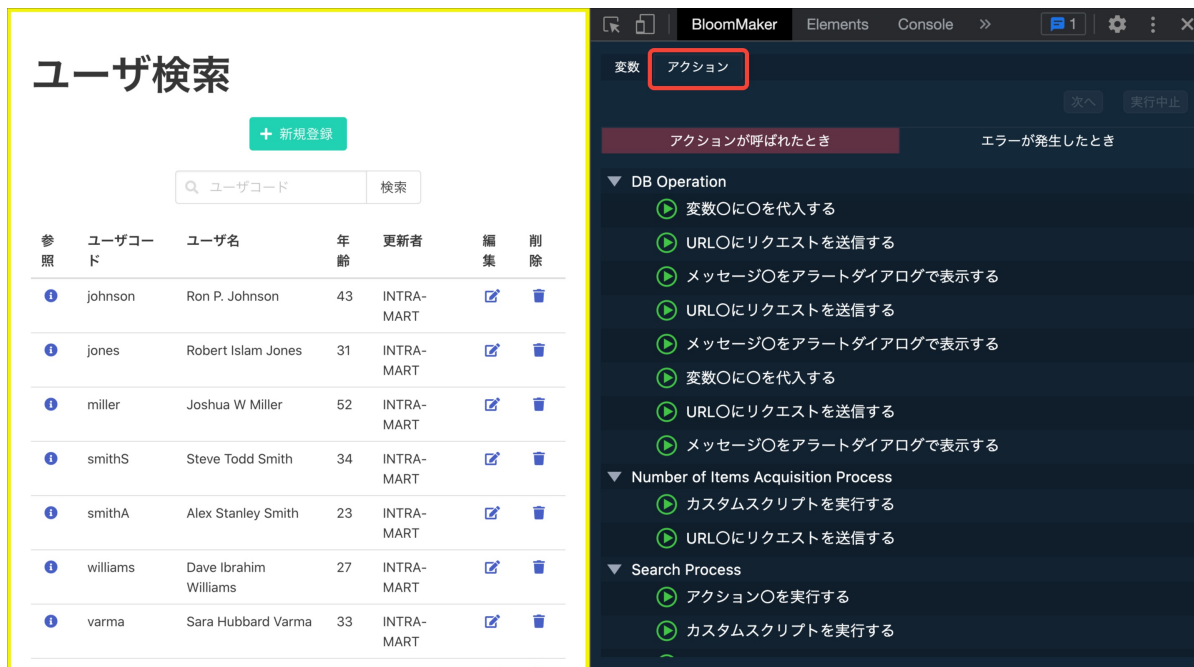 ユーザ検索
+ 新規登録
ユーザコード 検索
参照 ユーザコード ユーザ名 年齢 更新者 編集 削除
johnson Ron P. Johnson 43 INTRA-
MART
jones Robert Islam Jones 31 INTRA-
MART
miller Joshua W Miller 52 INTRA-
MART
smithS Steve Todd Smith 34 INTRA-
MART
smithA Alex Stanley Smith 23 INTRA-
MART
williams Dave Ibrahim 27 INTRA-
Williams MART
varma Sara Hubbard Varma 33 INTRA-
MART
BloomMaker Elements Console » 1
変数 アクション
次へ 実行中止
アクションが呼ばれたとき エラーが発生したとき
DB Operation
変数〇に〇を代入する
URL〇にリクエストを送信する
メッセージ〇をアラートダイアログで表示する
URL〇にリクエストを送信する
メッセージ〇をアラートダイアログで表示する
変数〇に〇を代入する
URL〇にリクエストを送信する
メッセージ〇をアラートダイアログで表示する
Number of Items Acquisition Process
カスタムスクリプトを実行する
URL〇にリクエストを送信する
Search Process
アクション〇を実行する
カスタムスクリプトを実行する